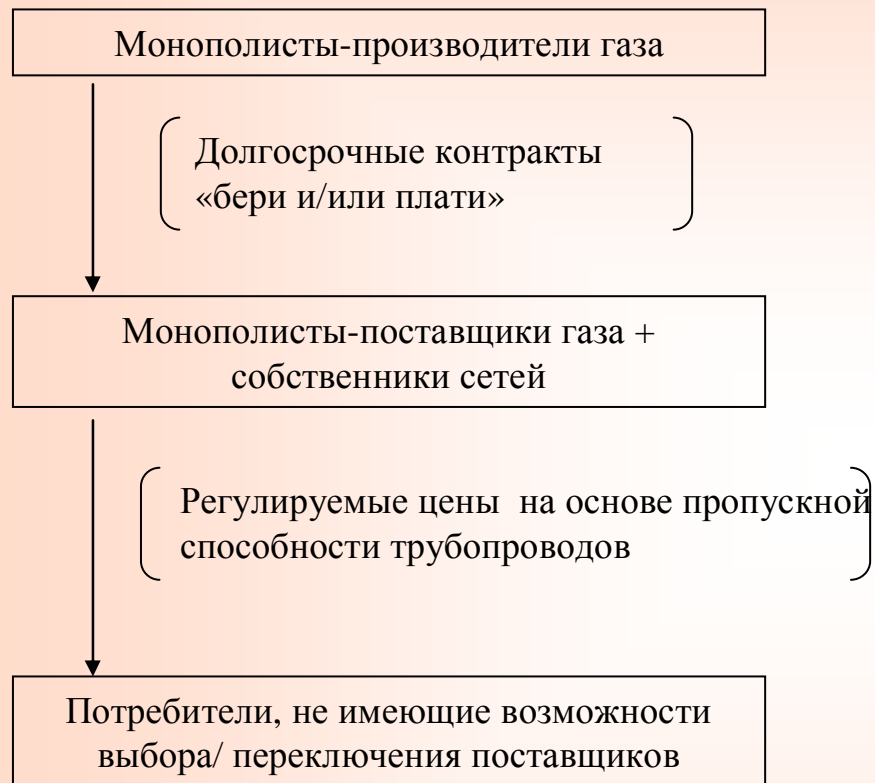 Монополисты-производители газа
Долгосрочные контракты
«бери и/или плати»
Монополисты-поставщики газа +
собственники сетей
Регулируемые цены на основе пропускной
способности трубопроводов
Потребители, не имеющие возможности
выбора/ переключения поставщиков